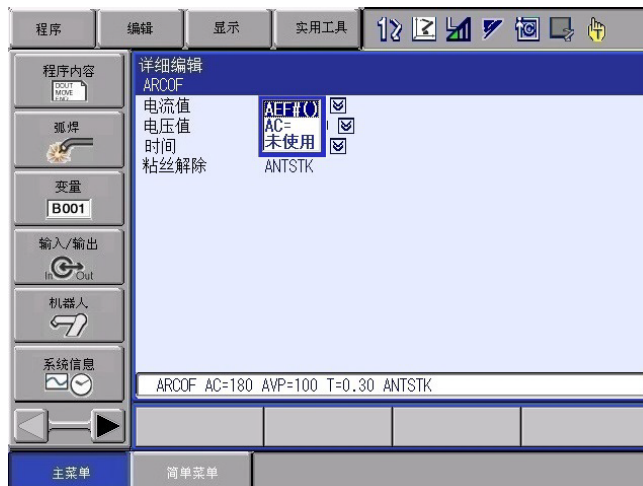 程序
编辑
显示
实用工具
程序内容
DOUT
MOVE
END
弧焊
变量
B001
输入/输出
In Out
机器人
系统信息
详细编辑
ARCOF
电流值
AEF#()
电压值
AC=
时间
未使用
粘丝解除 ANTSTK
ARCOF AC=180 AVP=100 T=0.30 ANTSTK
主菜单
简单菜单